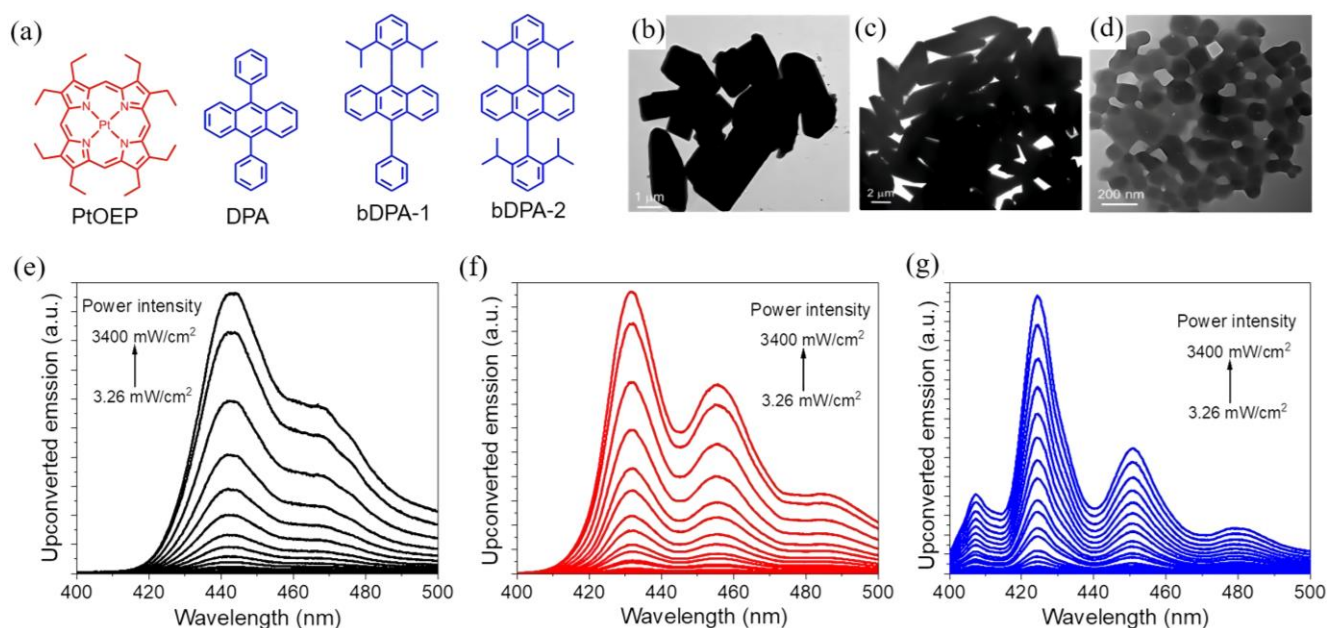 (a)
N
N
Pt
N
N
PtOEP
DPA
bDPA-1
bDPA-2
(b)
1 μm
(c)
2 μm
(d)
200 nm
(e)
Upconverted emssion (a.u.)
Power intensity
3400 mW/cm²
3.26 mW/cm²
400 420 440 460 480 500
Wavelength (nm)
(f)
Upconverted emssion (a.u.)
Power intensity
3400 mW/cm²
3.26 mW/cm²
400 420 440 460 480 500
Wavelength (nm)
(g)
Upconverted emission (a.u.)
Power intensity
3400 mW/cm²
3.26 mW/cm²
400 420 440 460 480 500
Wavelength (nm)